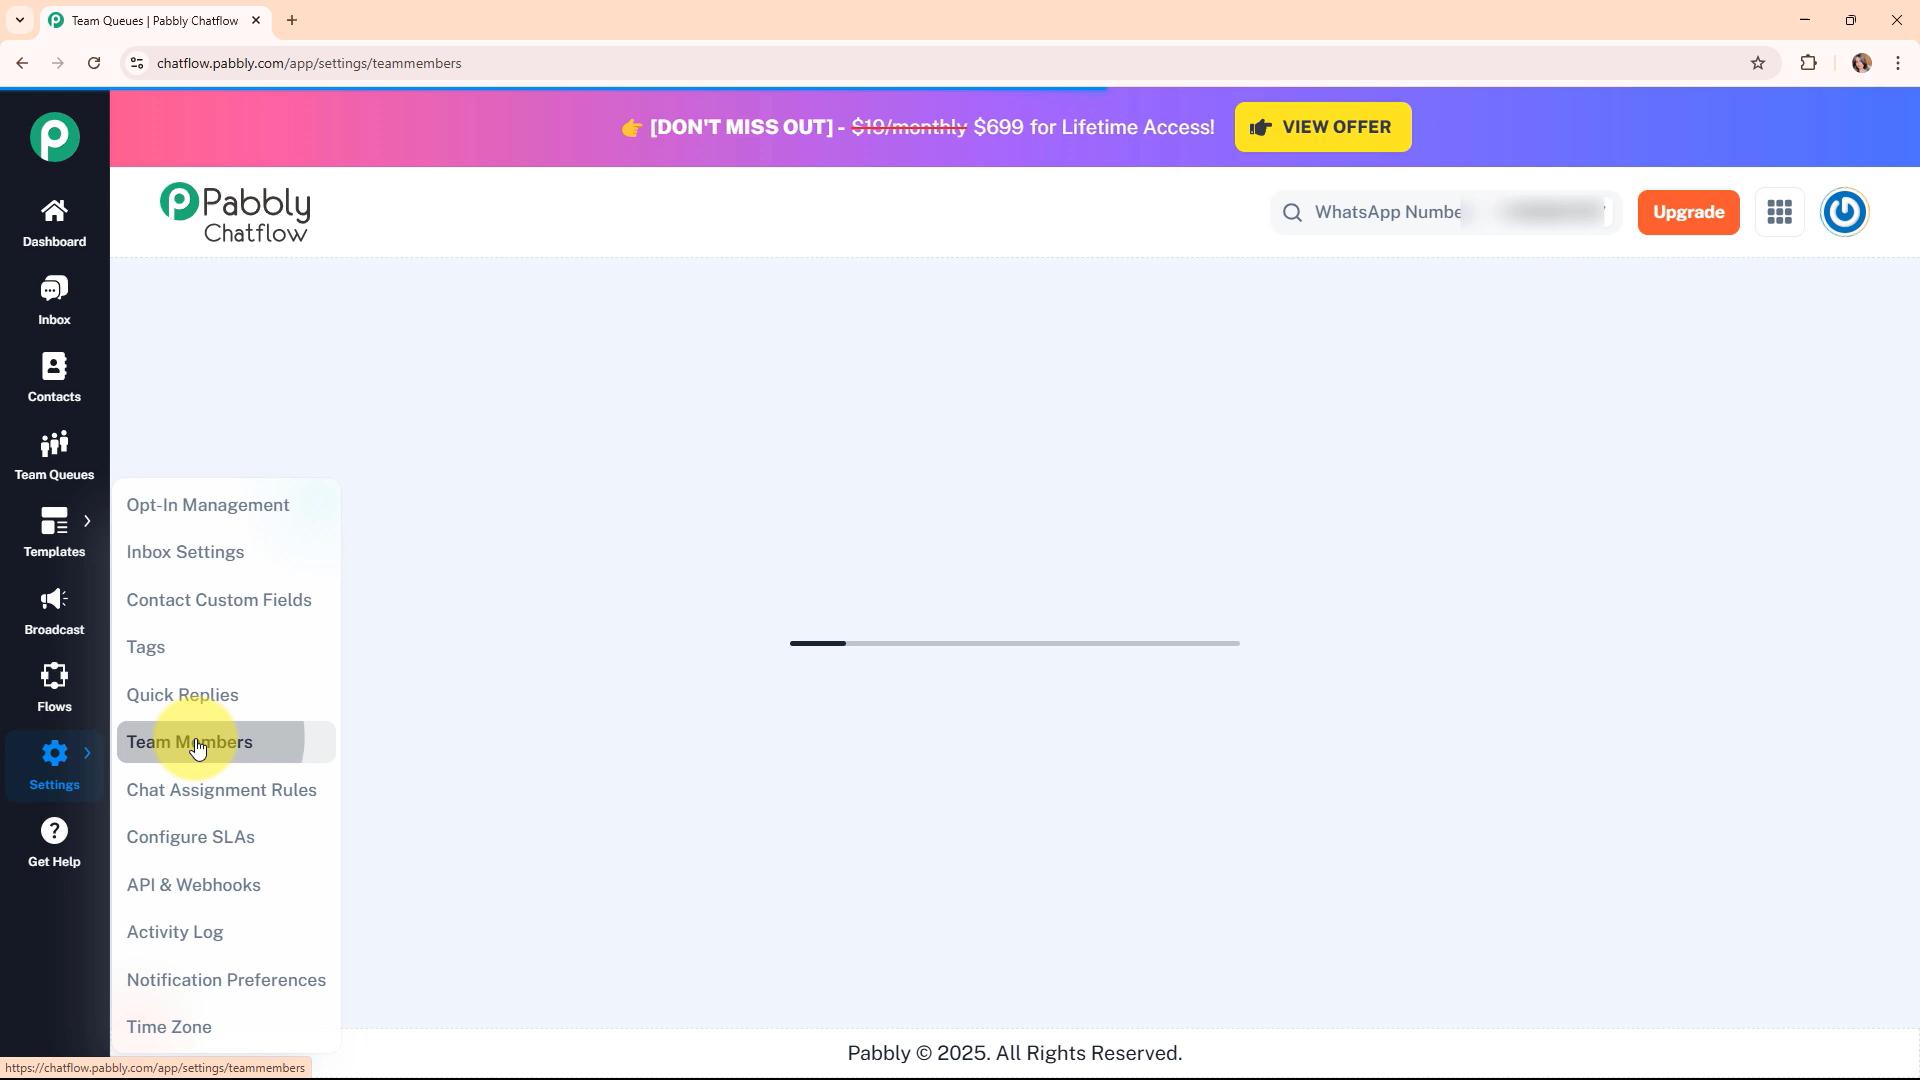 Team Queues | Pabbly Chatflow
chatflow.pabbly.com/app/settings/teammembers
[DON'T MISS OUT] - $19/monthly $699 for Lifetime Access!
VIEW OFFER
Pabbly
Chatflow
WhatsApp Numbe
Upgrade
Dashboard
Inbox
Contacts
Team Queues
Templates
Broadcast
Flows
Settings
Get Help
Opt-In Management
Inbox Settings
Contact Custom Fields
Tags
Quick Replies
Team Members
Chat Assignment Rules
Configure SLAs
API & Webhooks
Activity Log
Notification Preferences
Time Zone
Pabbly © 2025. All Rights Reserved.
https://chatflow.pabbly.com/app/settings/teammembers